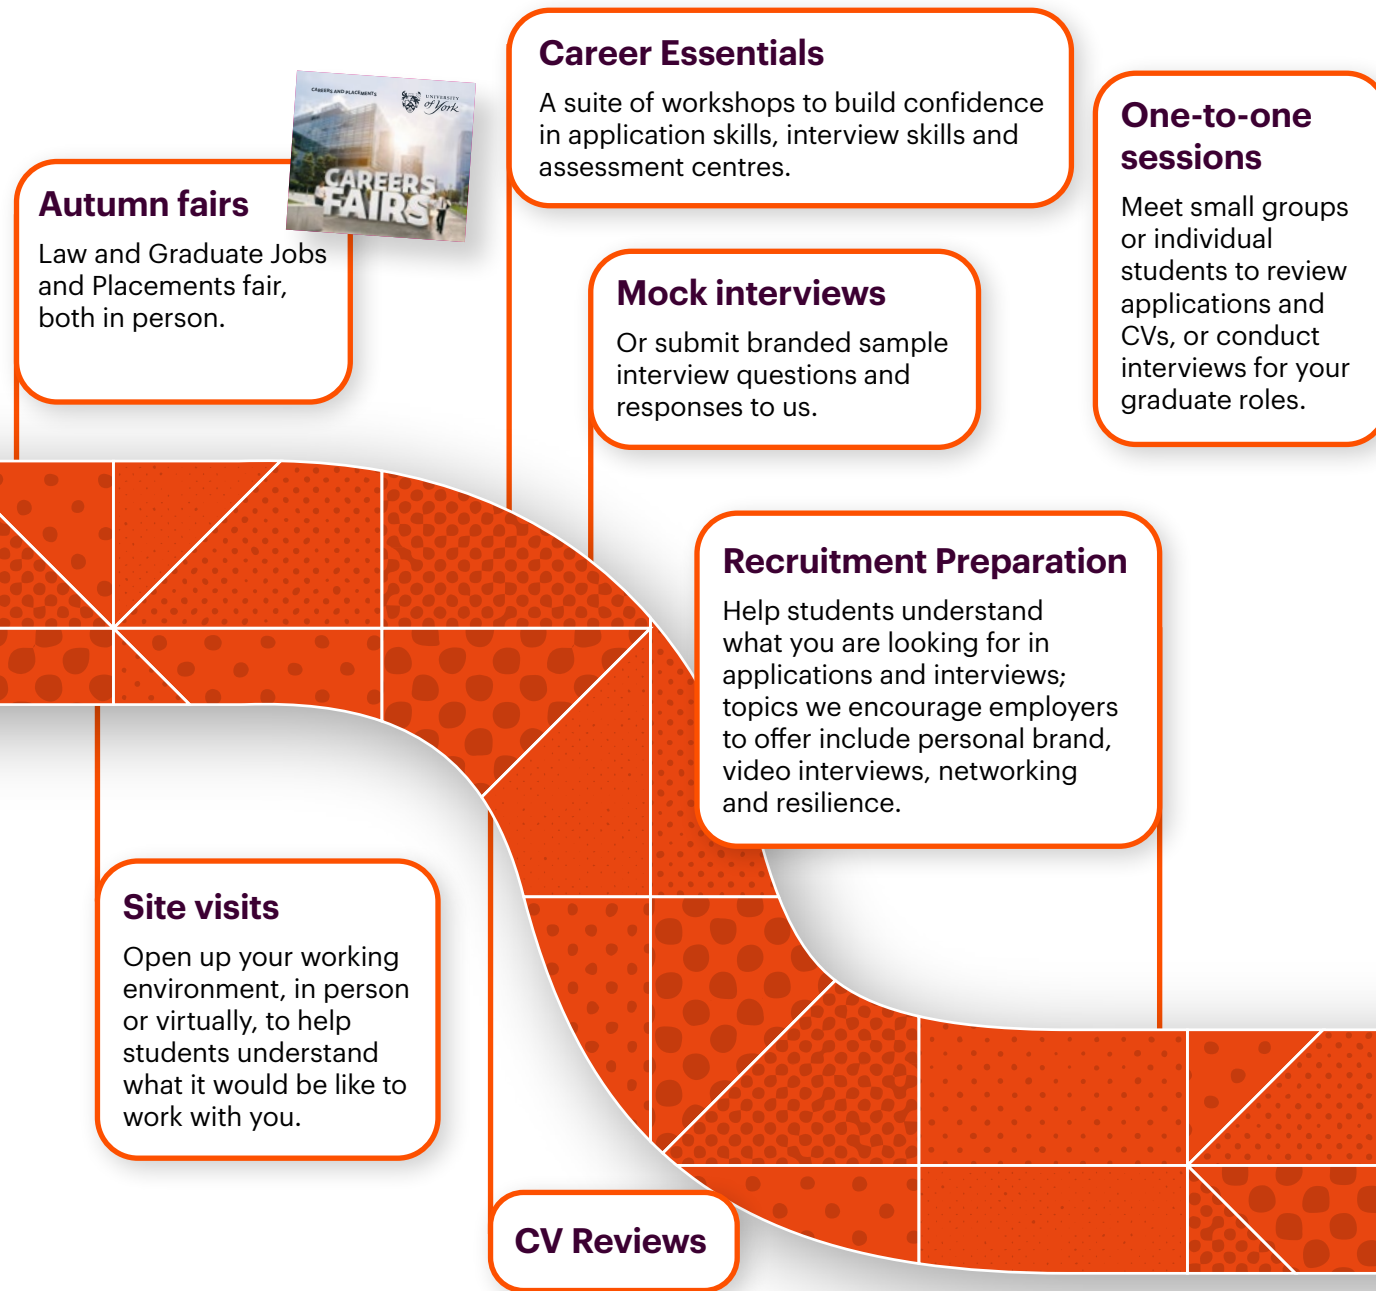 Career Essentials
A suite of workshops to build confidence
in application skills, interview skills and
assessment centres.
One-to-one
sessions
Meet small groups
or individual
students to review
applications and
CVs, or conduct
interviews for your
graduate roles.
CAREERS AND PLACEMENTS
UNIVERSITY
of York
CAREERS
FAIRS
Autumn fairs
Law and Graduate Jobs
and Placements fair,
both in person.
Mock interviews
Or submit branded sample
interview questions and
responses to us.
Recruitment Preparation
Help students understand
what you are looking for in
applications and interviews;
topics we encourage employers
to offer include personal brand,
video interviews, networking
and resilience.
Site visits
Open up your working
environment, in person
or virtually, to help
students understand
what it would be like to
work with you.
CV Reviews